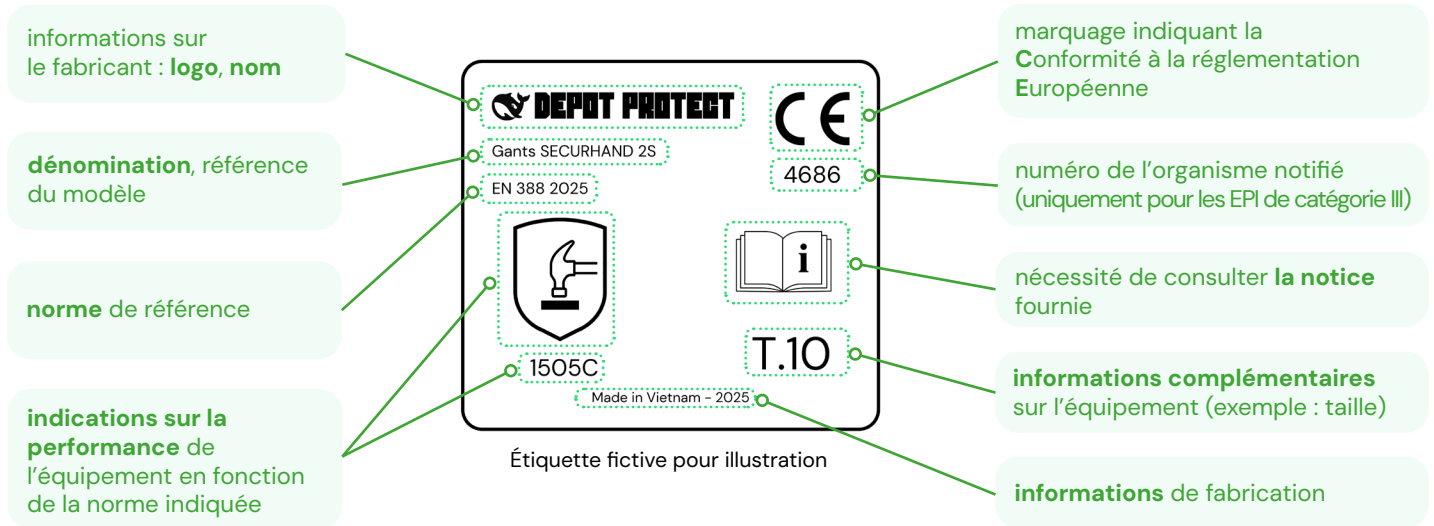 informations sur
le fabricant : logo, nom
dénomination, référence
du modèle
norme de référence
indications sur la
performance de
l'équipement en fonction
de la norme indiquée
DEPOT PROTECT
Gants SECURHAND 2S
EN 388 2025
1505C
CE
4686
i
T.10
Made in Vietnam - 2025
Étiquette fictive pour illustration
marquage indiquant la
Conformité à la réglementation
Européenne
numéro de l'organisme notifié
(uniquement pour les EPI de catégorie III)
nécessité de consulter la notice
fournie
informations complémentaires
sur l'équipement (exemple : taille)
informations de fabrication